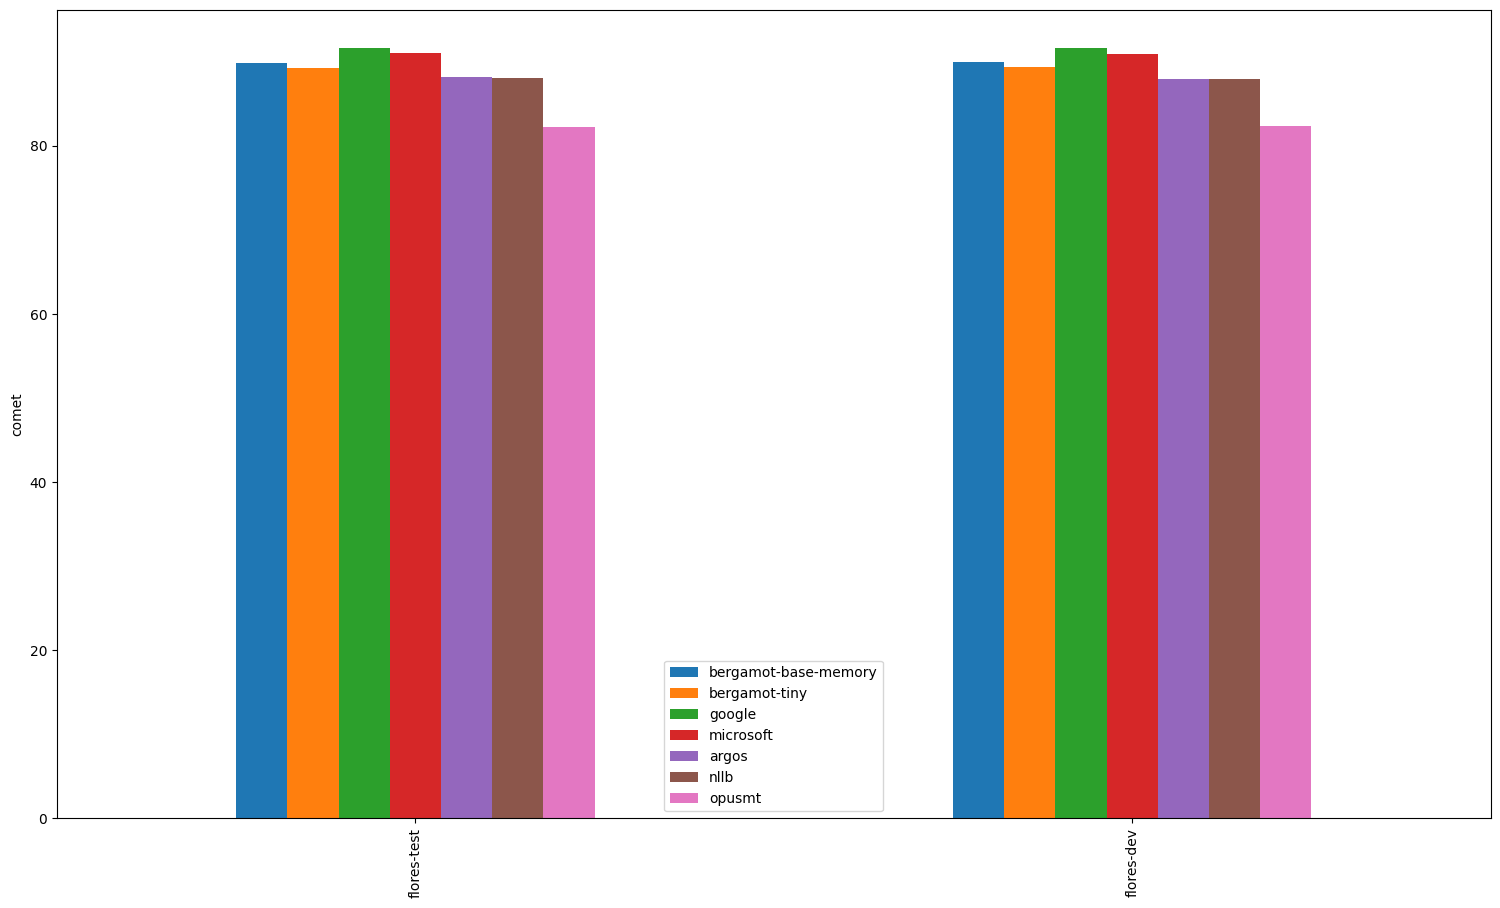 80
60
comet
40
20
0
bergamot-base-memory
bergamot-tiny
google
microsoft
argos
nllb
opusmt
flores-test
flores-dev